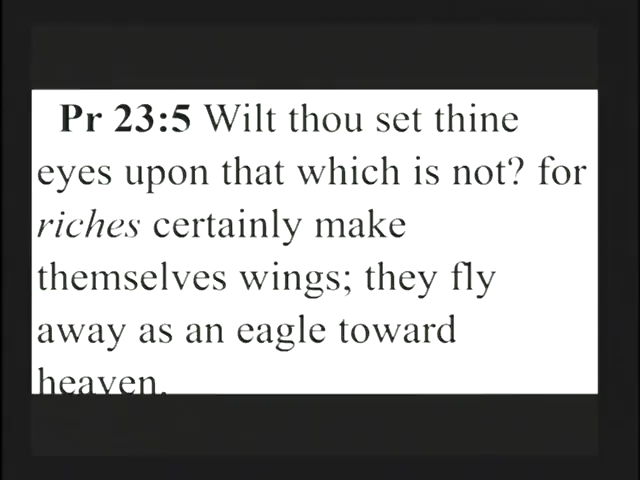 Pr 23:5 Wilt thou set thine
eyes upon that which is not? for
riches certainly make
themselves wings; they fly
away as an eagle toward
heaven.